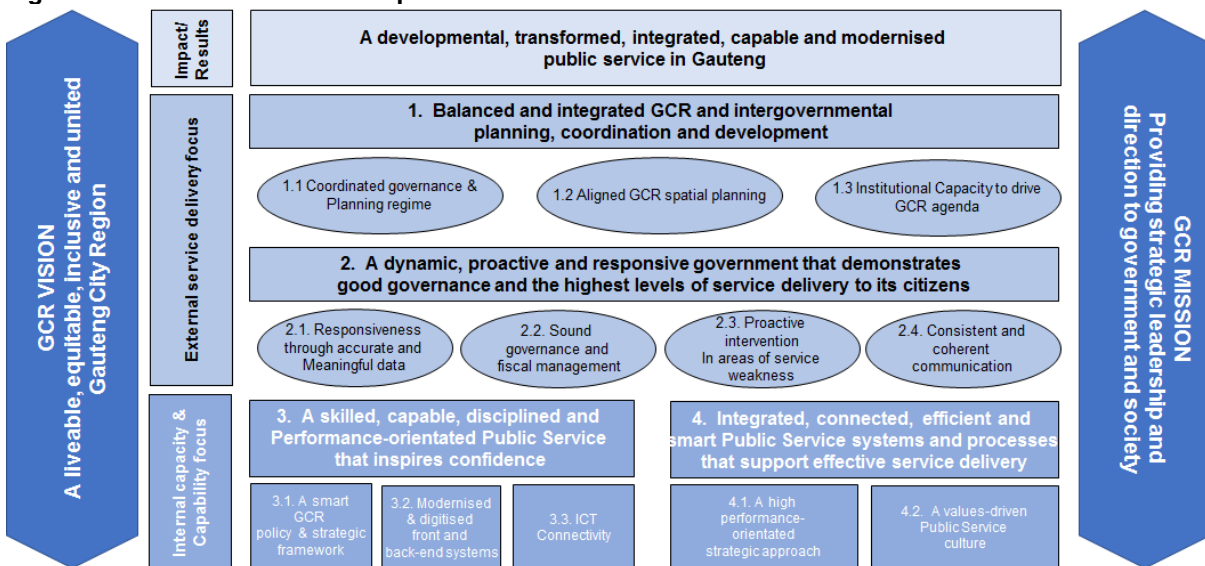 GCR VISION
A liveable, equitable, inclusive and united
Gauteng City Region
Impact/
Results
A developmental, transformed, integrated, capable and modernised
public service in Gauteng
External service delivery focus
1. Balanced and integrated GCR and intergovernmental
planning, coordination and development
1.1 Coordinated governance &
Planning regime
1.2 Aligned GCR spatial planning
1.3 Institutional Capacity to drive
GCR agenda
2. A dynamic, proactive and responsive government that demonstrates
good governance and the highest levels of service delivery to its citizens
2.1. Responsiveness
through accurate and
Meaningful data
2.2. Sound
governance and
fiscal management
2.3. Proactive
intervention
In areas of service
weakness
2.4. Consistent and
coherent
communication
Internal capacity &
Capability focus
3. A skilled, capable, disciplined and
Performance-orientated Public Service
that inspires confidence
4. Integrated, connected, efficient and
smart Public Service systems and processes
that support effective service delivery
3.1. A smart
GCR
policy & strategic
framework
3.2. Modernised
& digitised
front and
back-end systems
3.3. ICT
Connectivity
4.1. A high
performance-
orientated
strategic approach
4.2. A values-driven
Public Service
culture
GCR MISSION
Providing strategic leadership and
direction to government and society